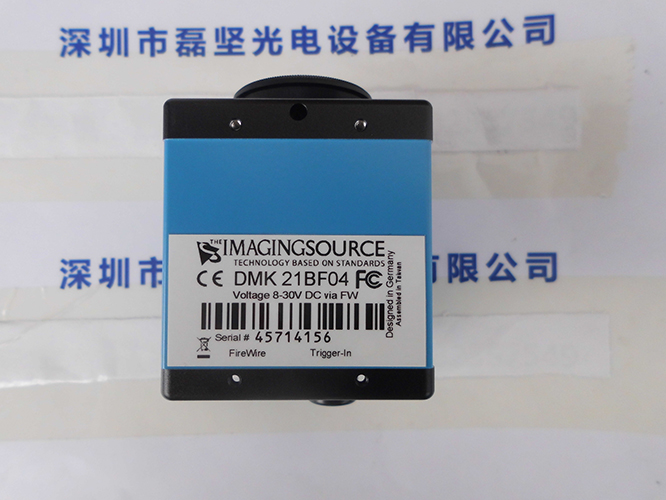 深圳市磊坚光电设备有限公司
THE IMAGINGSOURCE
TECHNOLOGY BASED ON STANDARDS
CE DMK 21BF04 FC
Voltage 8-30V DC via FW
Serial # 45714156
FireWire Trigger-In
Designed in Germany
Assembled in Taiwan
深圳市 有限公司